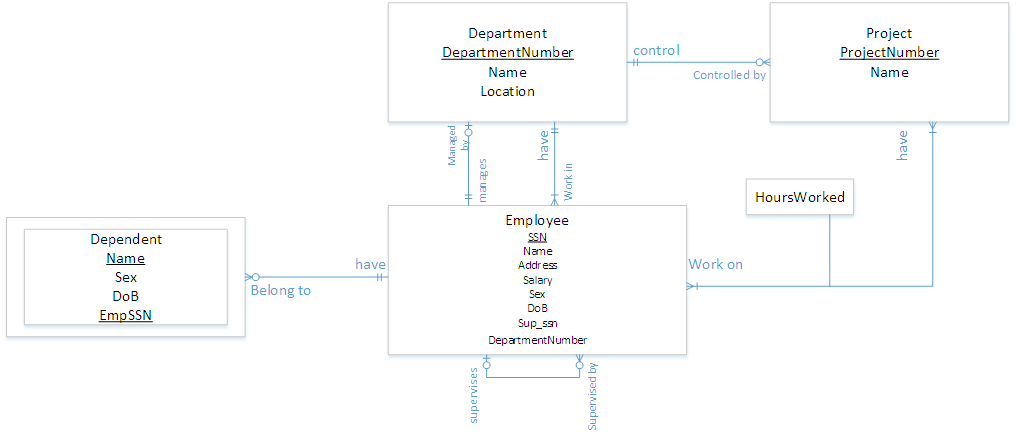 Department
DepartmentNumber
Name
Location
control
Controlled by
Project
ProjectNumber
Name
Managed
by
manages
have
Work in
have
HoursWorked
Dependent
Name
Sex
DoB
EmpSSN
have
Belong to
Employee
SSN
Name
Address
Salary
Sex
DoB
Sup_ssn
DepartmentNumber
Work on
supervises
Supervised by